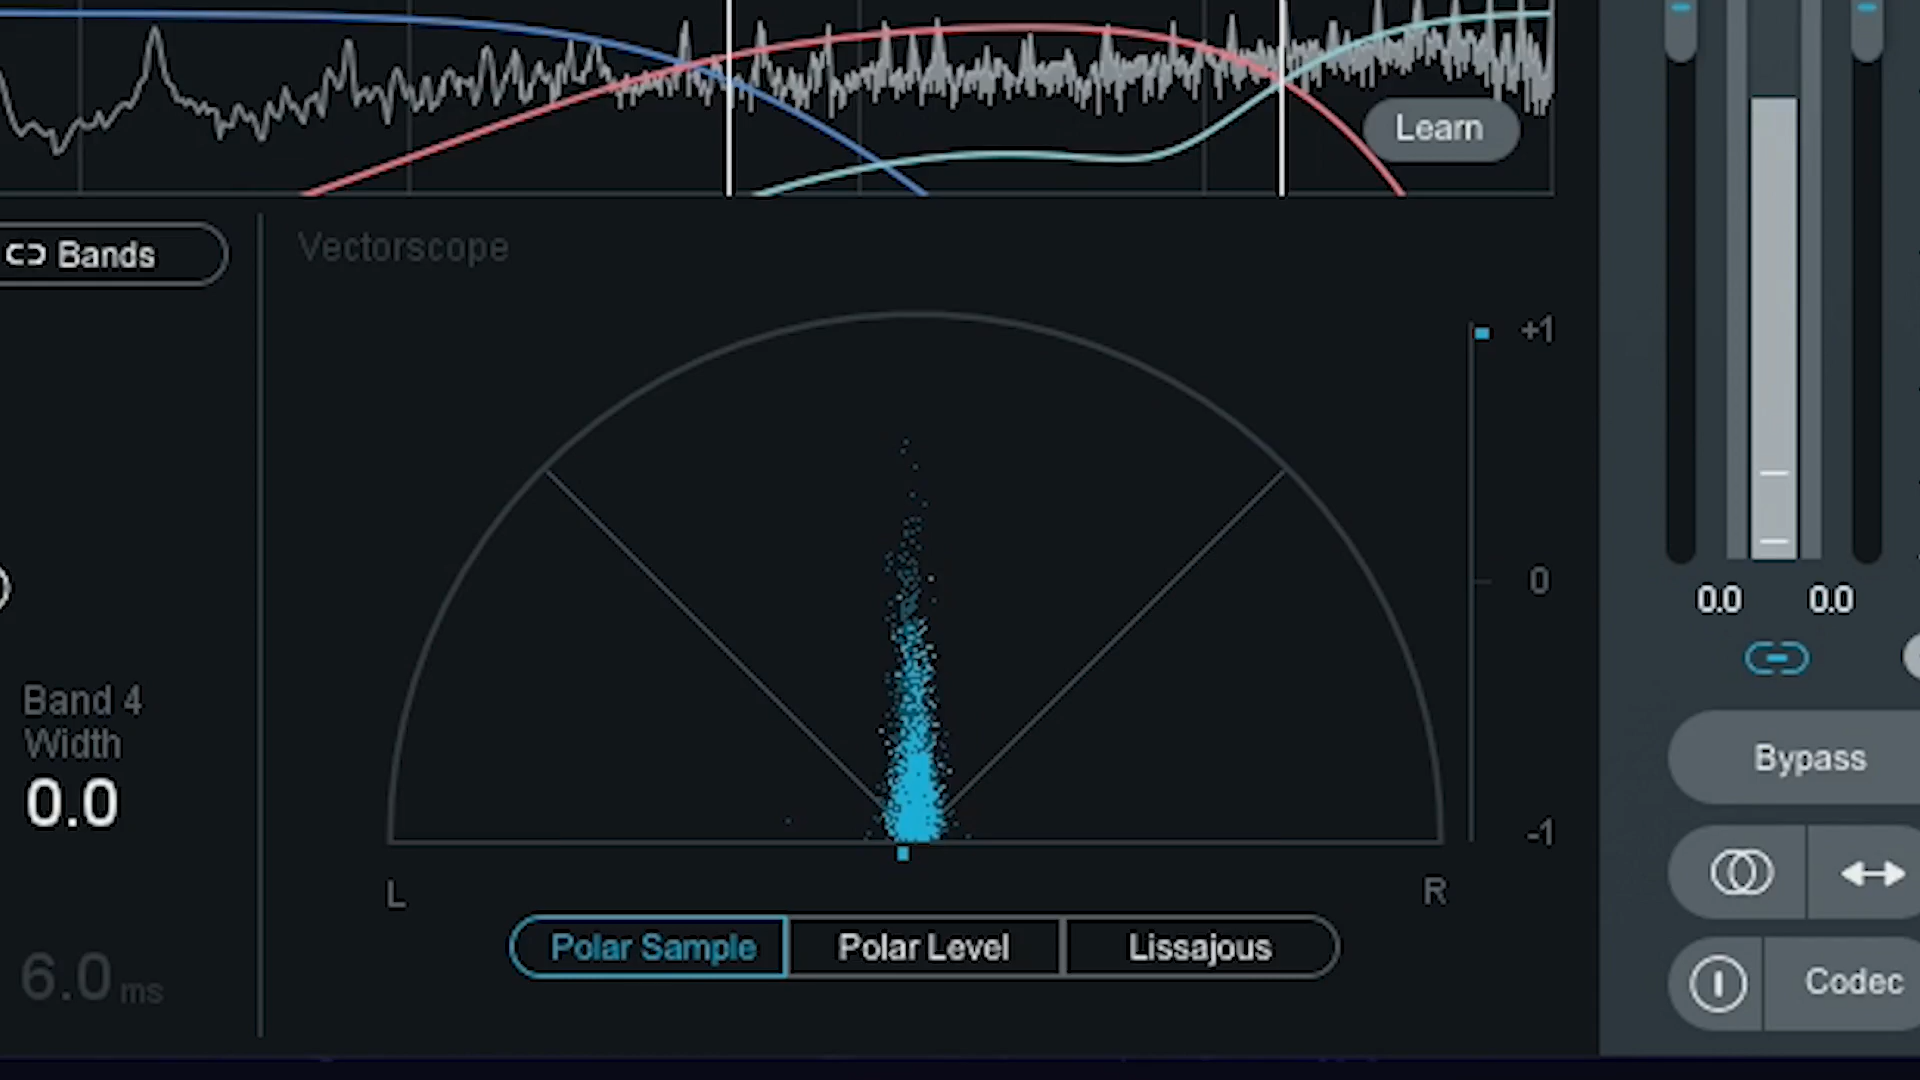 Learn
Bands
Vectorscope
+1
0
-1
0.0 0.0
Band 4
Width
0.0
Bypass
L
R
Polar Sample
Polar Level
Lissajous
6.0 ms
Codec